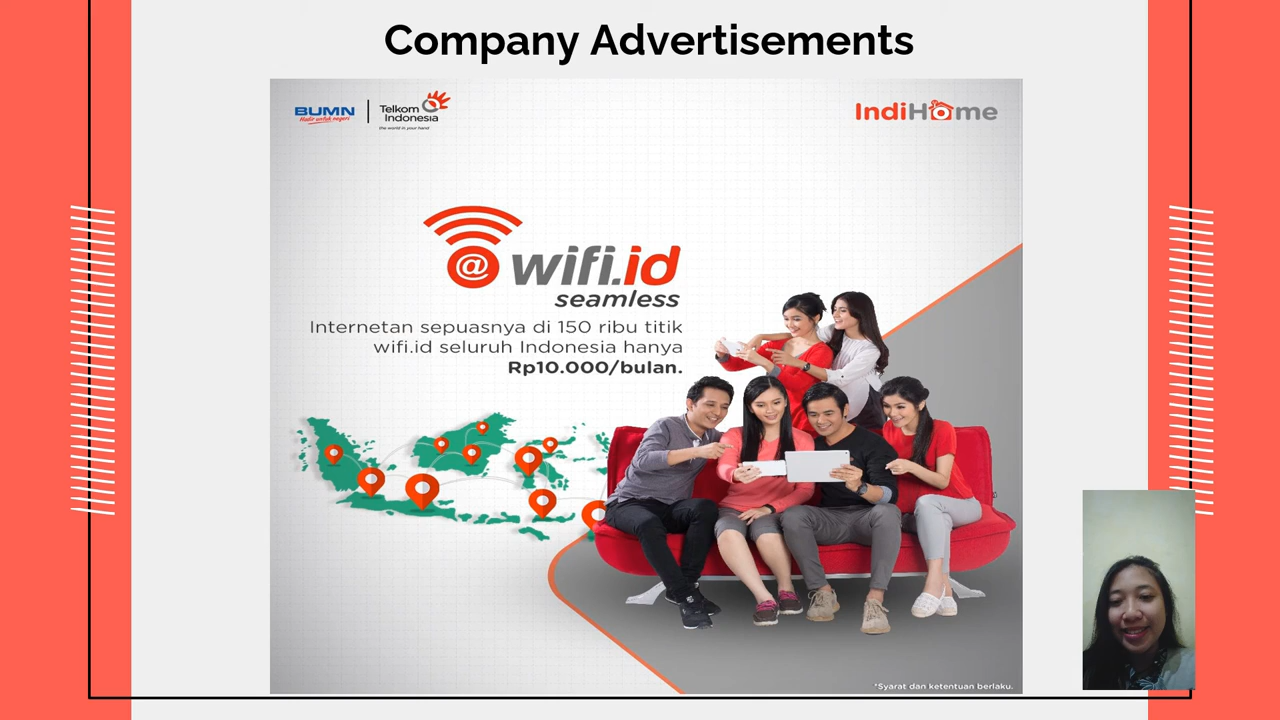 Company Advertisements
BUMN
Hadir untuk negeri
Telkom
Indonesia
the world in your hand
IndiHome
@ wifi.id
seamless
Internetan sepuasnya di 150 ribu titik
wifi.id seluruh Indonesia hanya
Rp10.000/bulan.
*Syarat dan ketentuan berlaku.